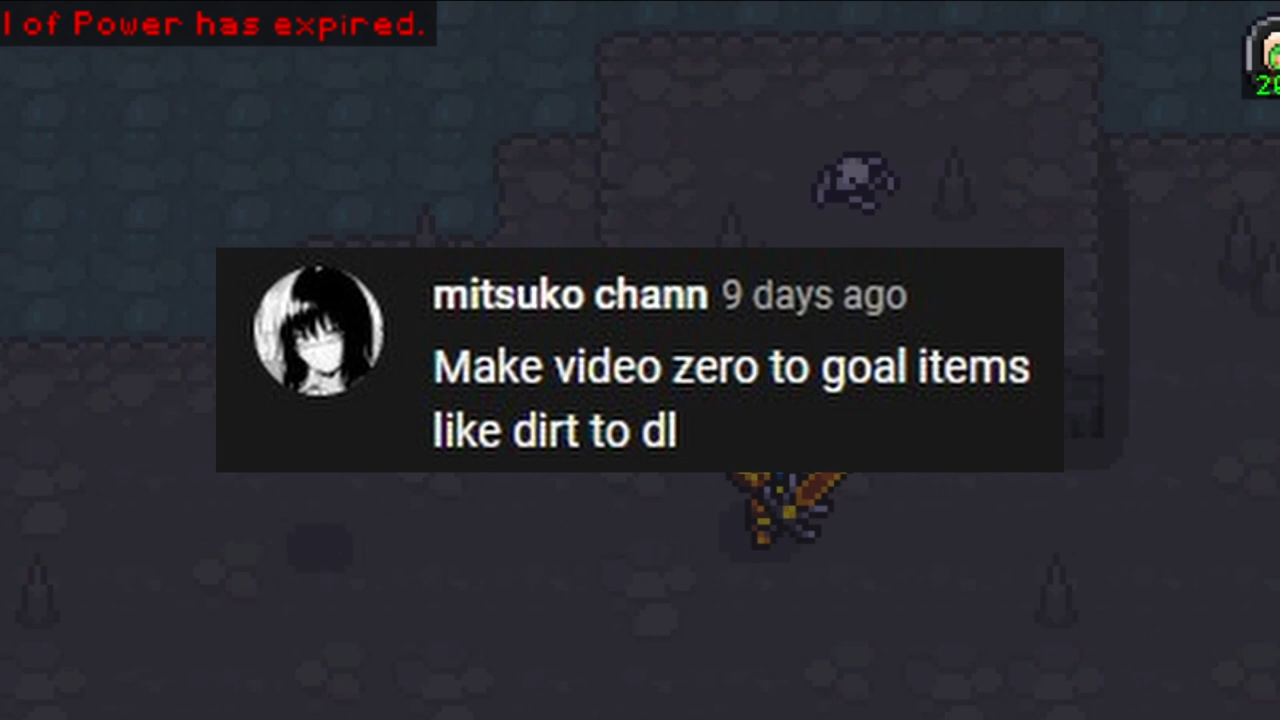 l of Power has expired.
mitsuko chann 9 days ago
Make video zero to goal items
like dirt to dl